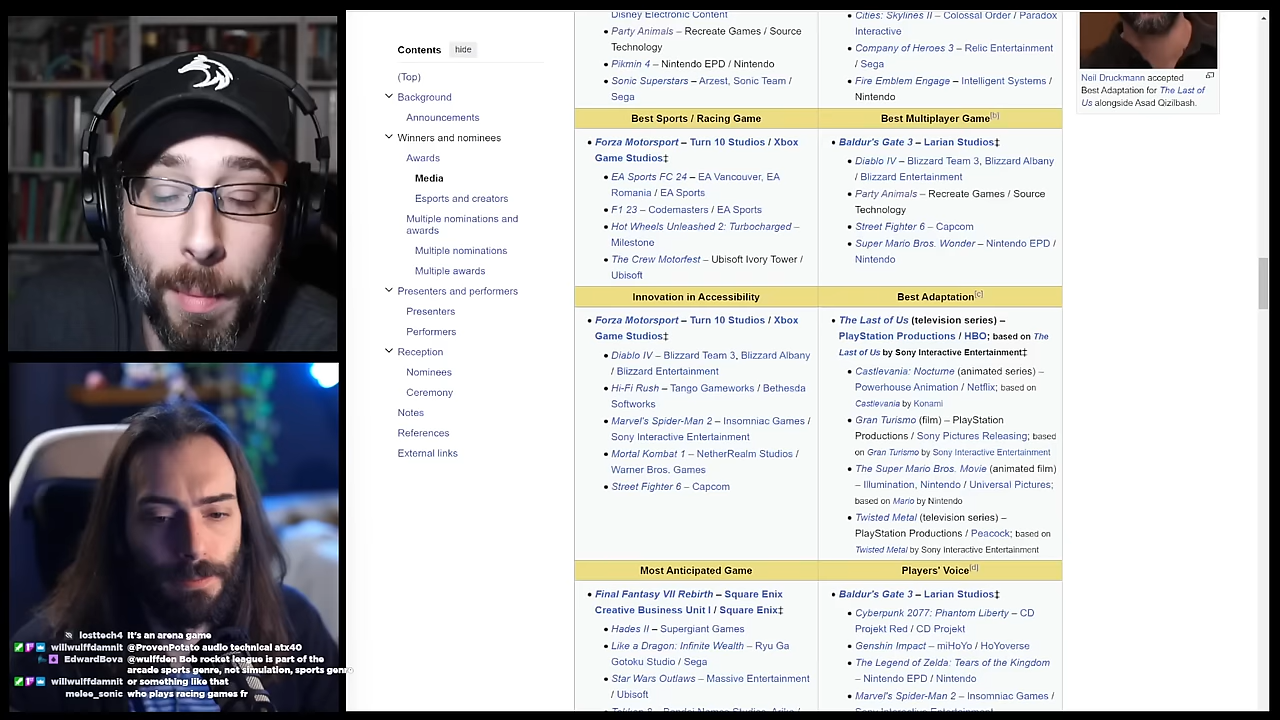 Contents hide
(Top)
Background
Announcements
Winners and nominees
Awards
Media
Esports and creators
Multiple nominations and
awards
Multiple nominations
Multiple awards
Presenters and performers
Presenters
Performers
Reception
Nominees
Ceremony
Notes
References
External links
Disney Electronic Content
• Party Animals – Recreate Games / Source
Technology
• Pikmin 4 – Nintendo EPD / Nintendo
• Sonic Superstars – Arzest, Sonic Team /
Sega
• Cities: Skylines II – Colossal Order / Paradox
Interactive
• Company of Heroes 3 – Relic Entertainment
/ Sega
• Fire Emblem Engage – Intelligent Systems /
Nintendo
Best Sports / Racing Game
• Forza Motorsport – Turn 10 Studios / Xbox
Game Studios‡
• EA Sports FC 24 – EA Vancouver, EA
Romania / EA Sports
• F1 23 – Codemasters / EA Sports
• Hot Wheels Unleashed 2: Turbocharged –
Milestone
• The Crew Motorfest – Ubisoft Ivory Tower /
Ubisoft
Best Multiplayer Game[b]
• Baldur's Gate 3 – Larian Studios‡
• Diablo IV – Blizzard Team 3, Blizzard Albany
/ Blizzard Entertainment
• Party Animals – Recreate Games / Source
Technology
• Street Fighter 6 – Capcom
• Super Mario Bros. Wonder – Nintendo EPD /
Nintendo
Innovation in Accessibility
• Forza Motorsport – Turn 10 Studios / Xbox
Game Studios‡
• Diablo IV – Blizzard Team 3, Blizzard Albany
/ Blizzard Entertainment
• Hi-Fi Rush – Tango Gameworks / Bethesda
Softworks
• Marvel's Spider-Man 2 – Insomniac Games /
Sony Interactive Entertainment
• Mortal Kombat 1 – NetherRealm Studios /
Warner Bros. Games
• Street Fighter 6 – Capcom
Best Adaptation[c]
• The Last of Us (television series) –
PlayStation Productions / HBO; based on The
Last of Us by Sony Interactive Entertainment‡
• Castlevania: Nocturne (animated series) –
Powerhouse Animation / Netflix; based on
Castlevania by Konami
• Gran Turismo (film) – PlayStation
Productions / Sony Pictures Releasing; based
on Gran Turismo by Sony Interactive Entertainment
• The Super Mario Bros. Movie (animated film)
– Illumination, Nintendo / Universal Pictures;
based on Mario by Nintendo
• Twisted Metal (television series) –
PlayStation Productions / Peacock; based on
Twisted Metal by Sony Interactive Entertainment
Most Anticipated Game
• Final Fantasy VII Rebirth – Square Enix
Creative Business Unit I / Square Enix‡
• Hades II – Supergiant Games
• Like a Dragon: Infinite Wealth – Ryu Ga
Gotoku Studio / Sega
• Star Wars Outlaws – Massive Entertainment
/ Ubisoft
Players' Voice[d]
• Baldur's Gate 3 – Larian Studios‡
• Cyberpunk 2077: Phantom Liberty – CD
Projekt Red / CD Projekt
• Genshin Impact – miHoYo / HoYoverse
• The Legend of Zelda: Tears of the Kingdom
– Nintendo EPD / Nintendo
• Marvel's Spider-Man 2 – Insomniac Games /
Neil Druckmann accepted
Best Adaptation for The Last of
Us alongside Asad Qizilbash.
losttech4 It's an arena game
willwulffdamnit @ProvenPotato audio technical atx40
EdwardBova @wulffden Bob rocket league is part of the
arcade sports genre, not simulation, sports genre
willwulffdamnit or something like that
melee_sonic who plays racing games fr